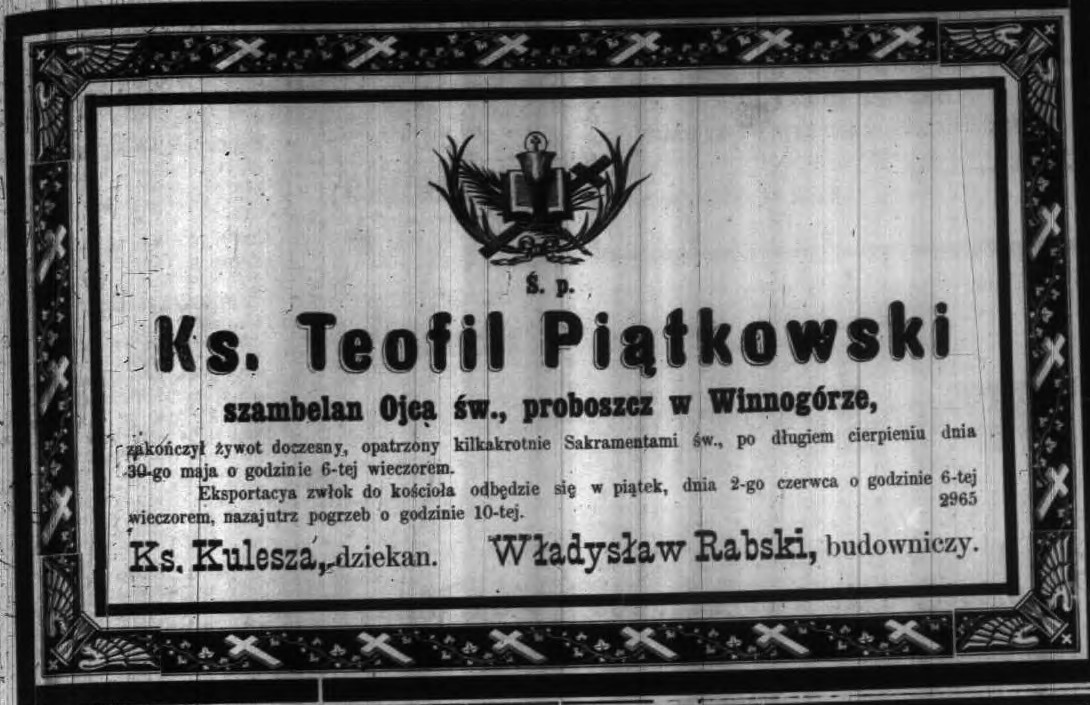 Ś. p.
Ks. Teofil Piątkowski
szambelan Ojca św., proboszcz w Winnogórze,
zakończył żywot doczesny, opatrzony kilkakrotnie Sakramentami św., po długiem cierpieniu dnia
30-go maja o godzinie 6-tej wieczorem.
Eksportacya zwłok do kościoła odbędzie się w piątek, dnia 2-go czerwca o godzinie 6-tej
wieczorem, nazajutrz pogrzeb o godzinie 10-tej. 2965
Ks. Kulesza, dziekan. Władysław Rabski, budowniczy.